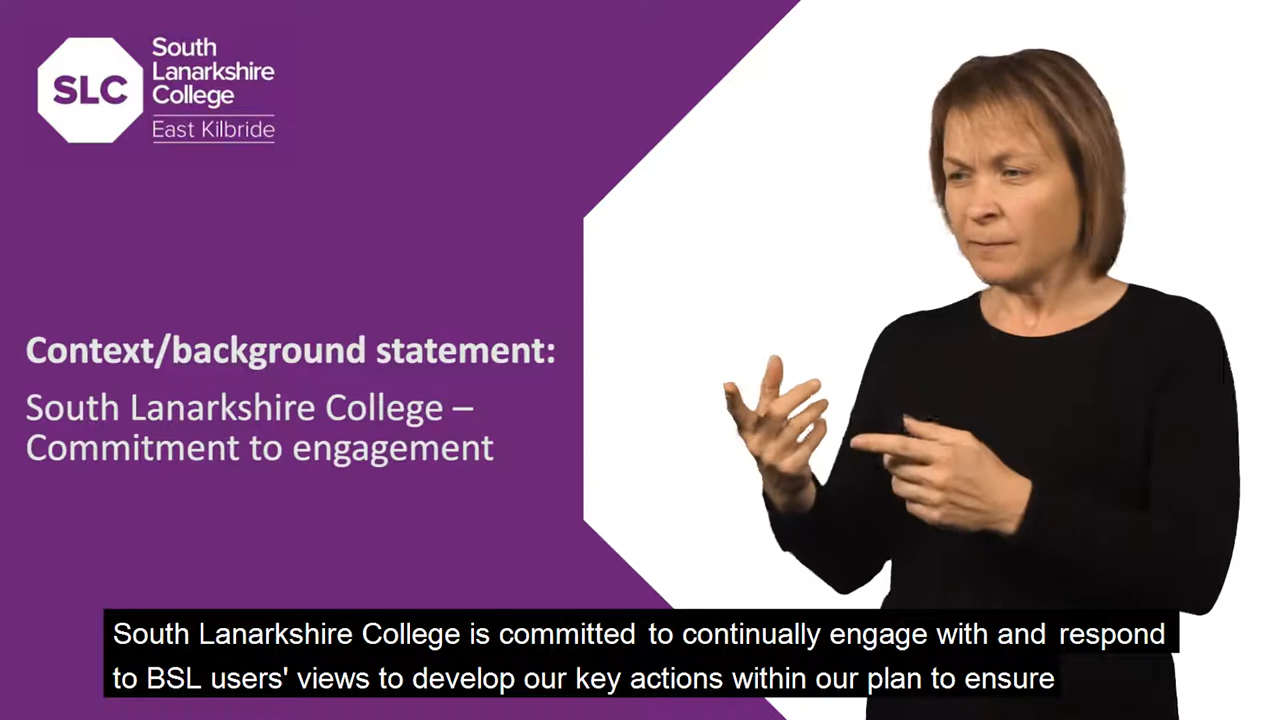 SLC
South
Lanarkshire
College
East Kilbride
Context/background statement:
South Lanarkshire College –
Commitment to engagement
South Lanarkshire College is committed to continually engage with and respond
to BSL users' views to develop our key actions within our plan to ensure